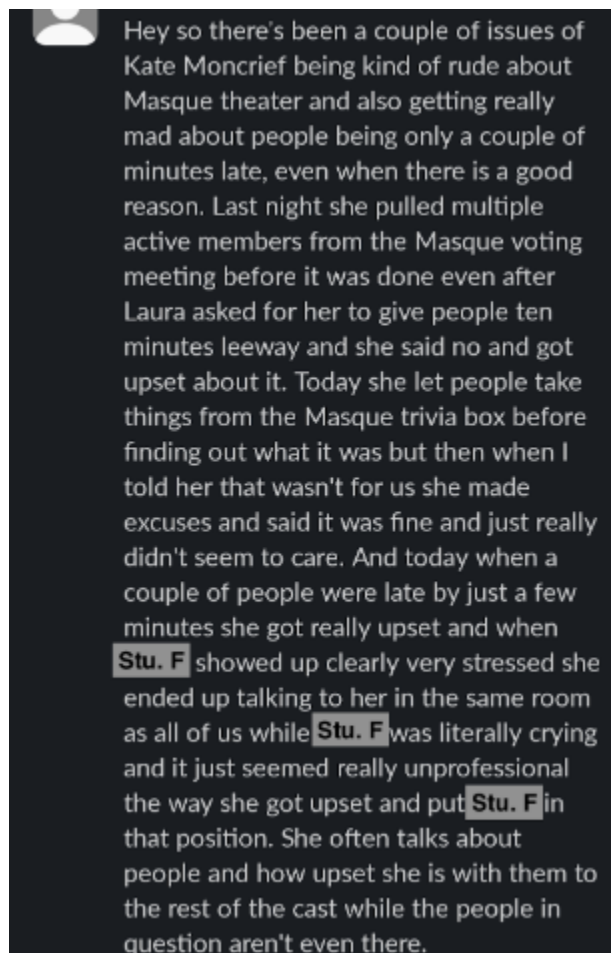 Hey so there's been a couple of issues of
Kate Moncrief being kind of rude about
Masque theater and also getting really
mad about people being only a couple of
minutes late, even when there is a good
reason. Last night she pulled multiple
active members from the Masque voting
meeting before it was done even after
Laura asked for her to give people ten
minutes leeway and she said no and got
upset about it. Today she let people take
things from the Masque trivia box before
finding out what it was but then when I
told her that wasn't for us she made
excuses and said it was fine and just really
didn't seem to care. And today when a
couple of people were late by just a few
minutes she got really upset and when
Stu. F showed up clearly very stressed she
ended up talking to her in the same room
as all of us while Stu. F was literally crying
and it just seemed really unprofessional
the way she got upset and put Stu. F in
that position. She often talks about
people and how upset she is with them to
the rest of the cast while the people in
question aren't even there.